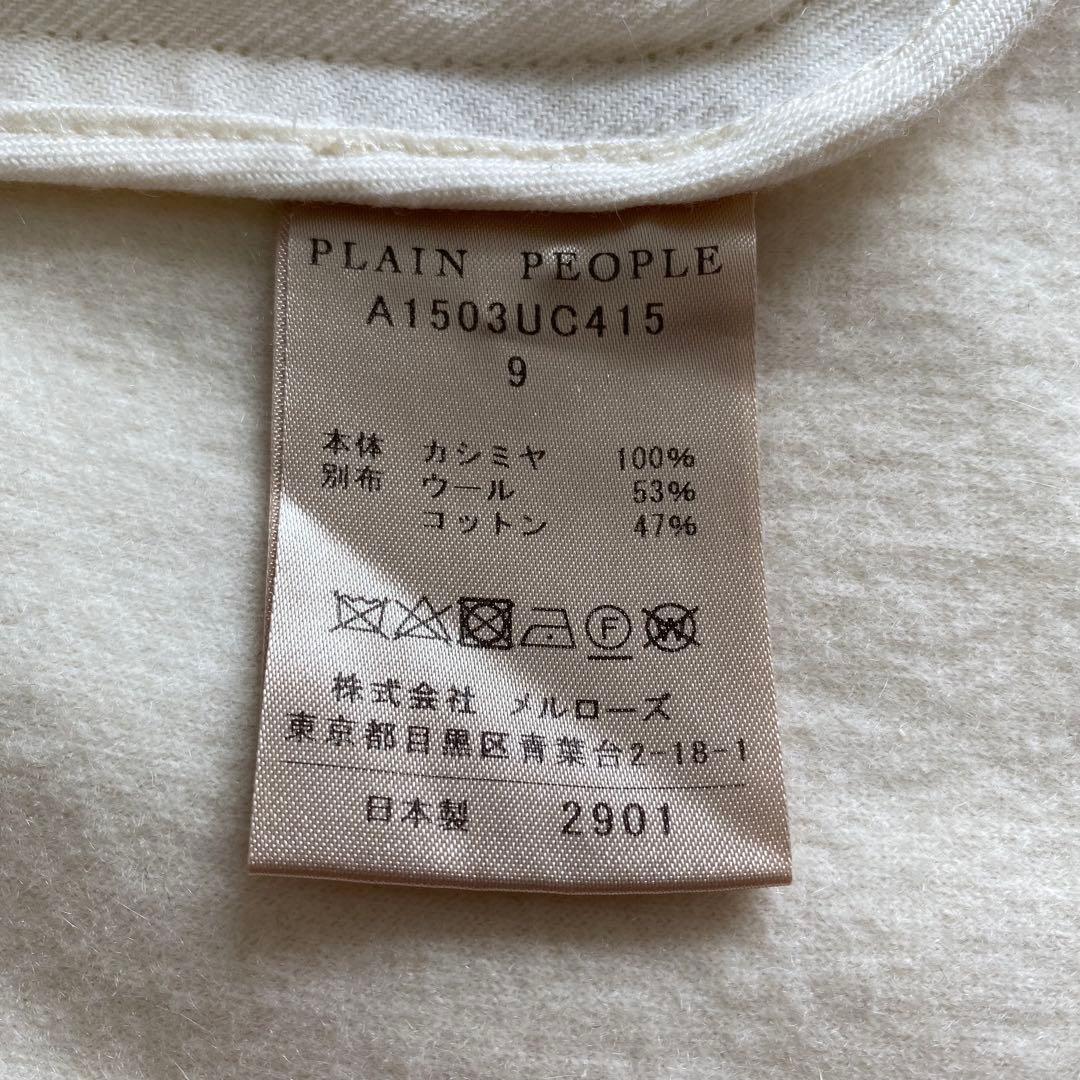 PLAIN PEOPLE
A1503UC415
9
本体 カシミヤ 100%
別布 ウール 53%
コットン 47%
F W
株式会社 メルローズ
東京都目黒区青葉台2-18-1
日本製 2901